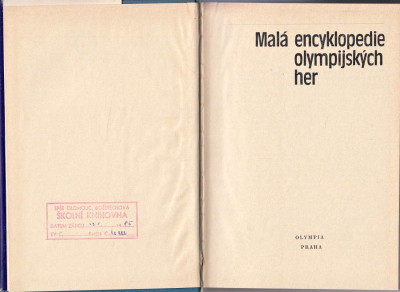 ŠKOLNÍ KNIHOVNA
Malá encyklopedie
olympijských
her
OLYMPIA
PRAHA